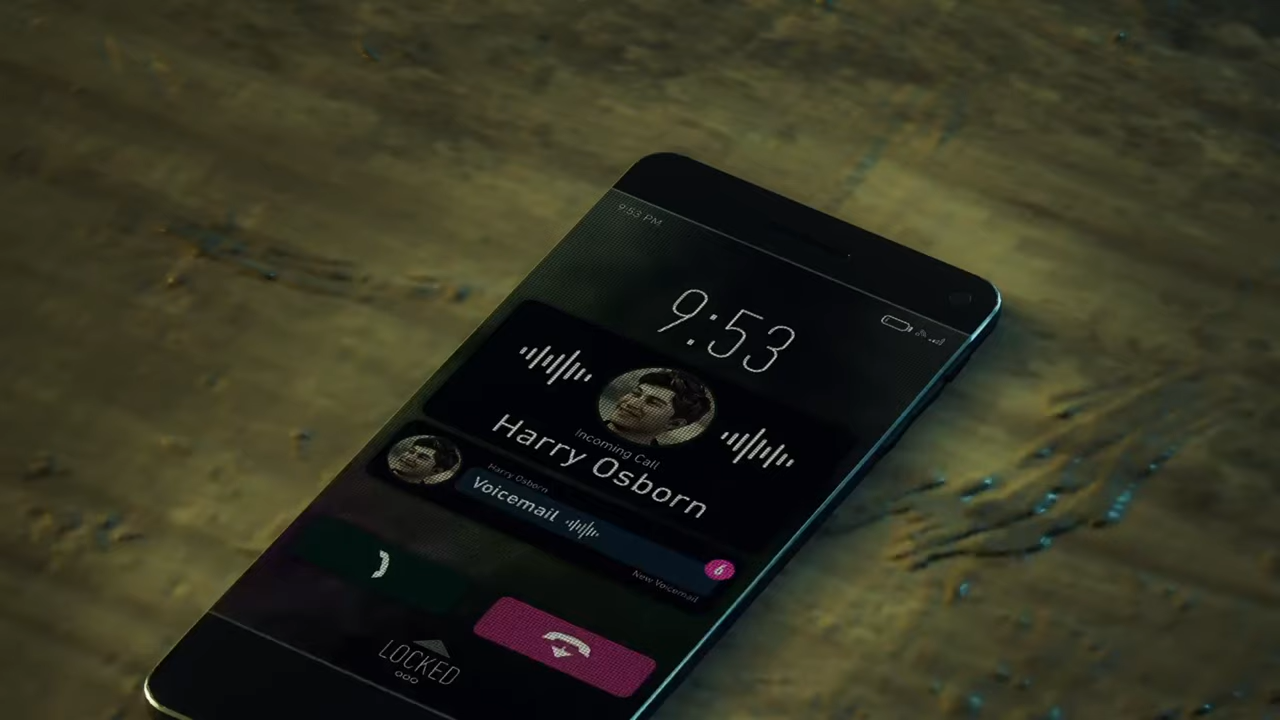 9:53 PM
9:53
Incoming Call
Harry Osborn
Harry Osborn
Voicemail
6
New Voicemail
LOCKED